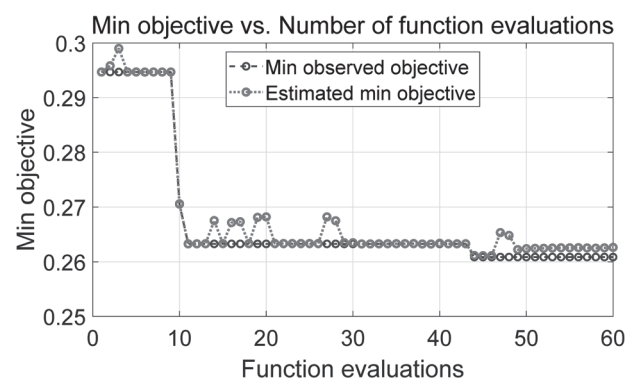 Min objective vs. Number of function evaluations
0.3
0.29
0.28
0.27
0.26
0.25
Min objective
Min observed objective
Estimated min objective
0
10
20
30
40
50
60
Function evaluations